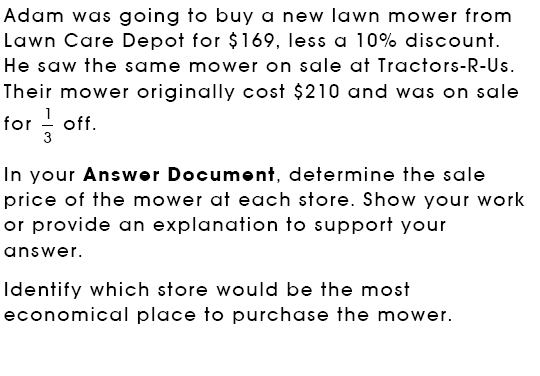 Adam was going to buy a new lawn mower from
Lawn Care Depot for $169, less a 10% discount.
He saw the same mower on sale at Tractors-R-Us.
Their mower originally cost $210 and was on sale
for 1/3 off.
In your Answer Document, determine the sale
price of the mower at each store. Show your work
or provide an explanation to support your
answer.
Identify which store would be the most
economical place to purchase the mower.